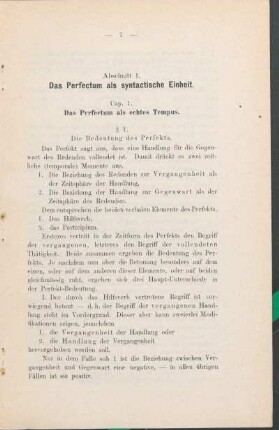 — 1 —
Abschnitt I.
Das Perfectum als syntactische Einheit.
Cap. 1.
Das Perfectum als echtes Tempus.
§ 1.
Die Bedeutung des Perfekts.
Das Perfekt sagt aus, dass eine Handlung für die Gegen-
wart des Redenden vollendet ist. Damit drückt es zwei zeit-
liche (temporale) Momente aus:
1. Die Beziehung des Redenden zur Vergangenheit als
der Zeitsphäre der Handlung,
2. Die Beziehung der Handlung zur Gegenwart als der
Zeitsphäre des Redenden.
Dem entsprechen die beiden verbalen Elemente des Perfekts.
1. Das Hilfsverb,
2. das Participium.
Ersteres vertritt in der Zeitform des Perfekts den Begriff
der vergangenen, letzteres den Begriff der vollendeten
Thätigkeit. Beide zusammen ergeben die Bedeutung des Per-
fekts. Je nachdem nun aber die Betonung besonders auf dem
einen, oder auf dem andern dieser Elemente, oder auf beiden
zugleich ruht, ergeben sich drei Haupt-Unterschiede in
der Perfekt-Bedeutung.
1. Der durch das Hilfsverb vertretene Begriff ist vor-
wiegend betont — d. h. der Begriff der vergangenen Handlung
steht im Vordergrund. Dieser aber kann zweierlei Modi-
fikationen zeigen, jenachdem
1. die Vergangenheit der Handlung oder
2. die Handlung der Vergangenheit
hervorgehoben werden soll.
Nur in dem Falle sub 1 ist die Beziehung zwischen Ver-
gangenheit und Gegenwart eine negative, — in allen übrigen
Fällen ist sie positiv.